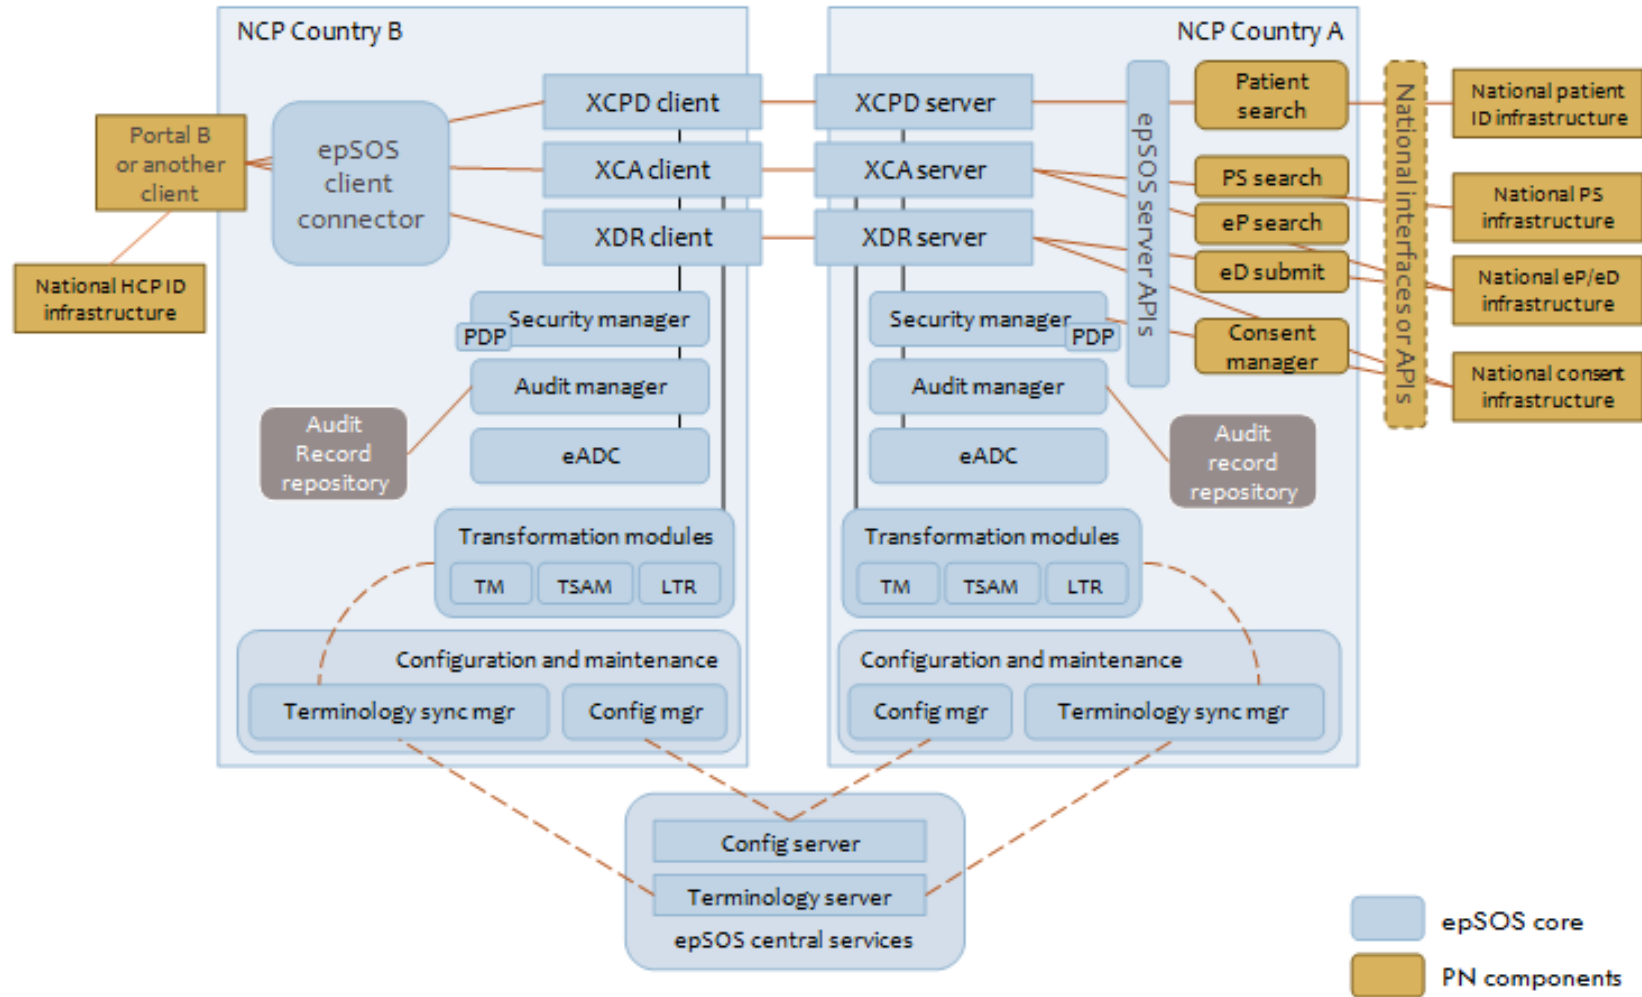 NCP Country B
NCP Country A
Portal B
or another
client
National HCP ID
infrastructure
epSOS
client
connector
XCPD client
XCA client
XDR client
Security manager
PDP
Audit manager
eADC
Audit
Record
repository
Transformation modules
TM
TSAM
LTR
Configuration and maintenance
Terminology sync mgr
Config mgr
XCPD server
XCA server
XDR server
Security manager
PDP
Audit manager
eADC
Audit
record
repository
Transformation modules
TM
TSAM
LTR
Configuration and maintenance
Config mgr
Terminology sync mgr
epSOS server APIs
Patient
search
PS search
eP search
eD submit
Consent
manager
National interfaces or APIs
National patient
ID infrastructure
National PS
infrastructure
National eP/eD
infrastructure
National consent
infrastructure
Config server
Terminology server
epSOS central services
epSOS core
PN components